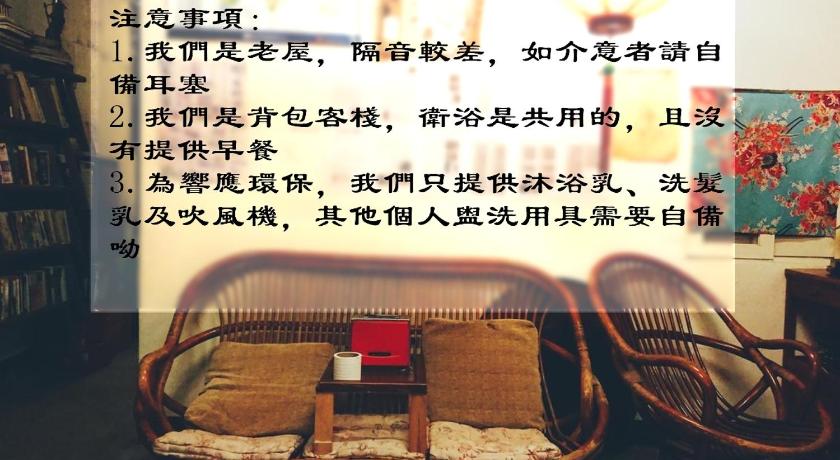 注意事項:
1.我們是老屋，隔音較差，如介意者請自
備耳塞
2.我們是背包客棧，衛浴是共用的，且沒
有提供早餐
3.為響應環保，我們只提供沐浴乳、洗髮
乳及吹風機，其他個人盥洗用具需要自備
呦